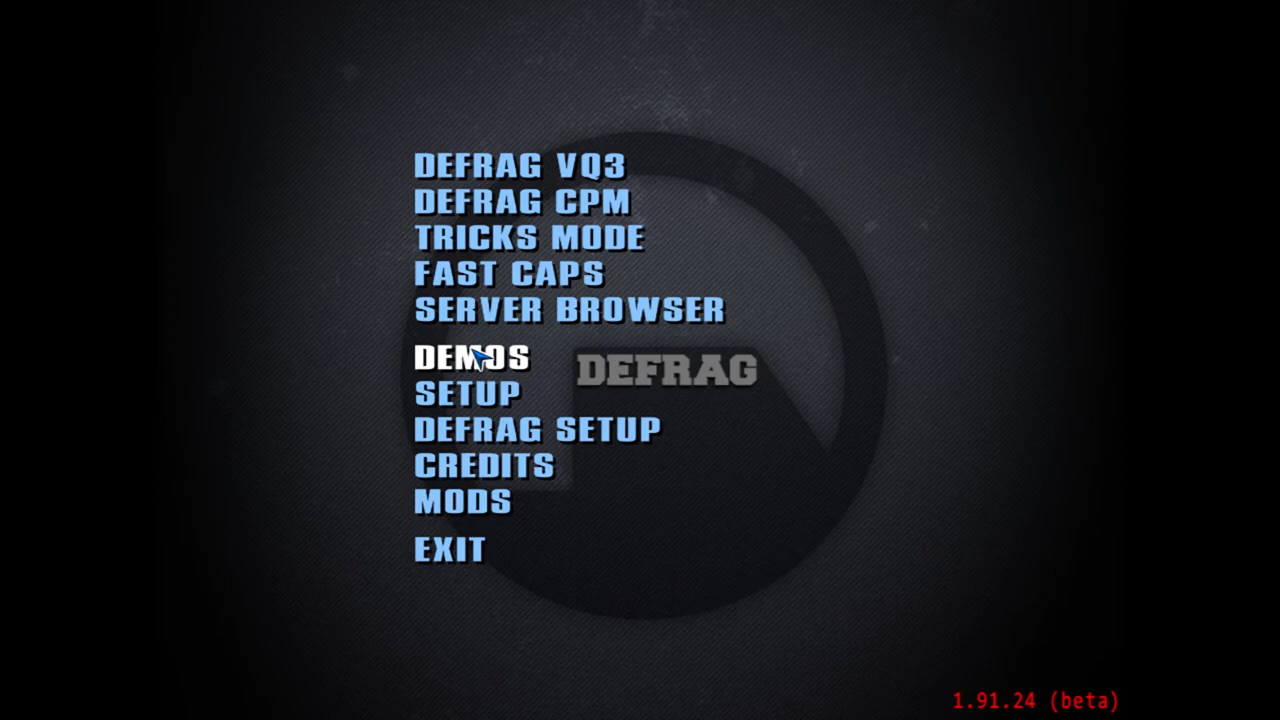 DEFRAG VQ3
DEFRAG CPM
TRICKS MODE
FAST CAPS
SERVER BROWSER
DEMOS
DEFRAG
SETUP
DEFRAG SETUP
CREDITS
MODS
EXIT
1.91.24 (beta)